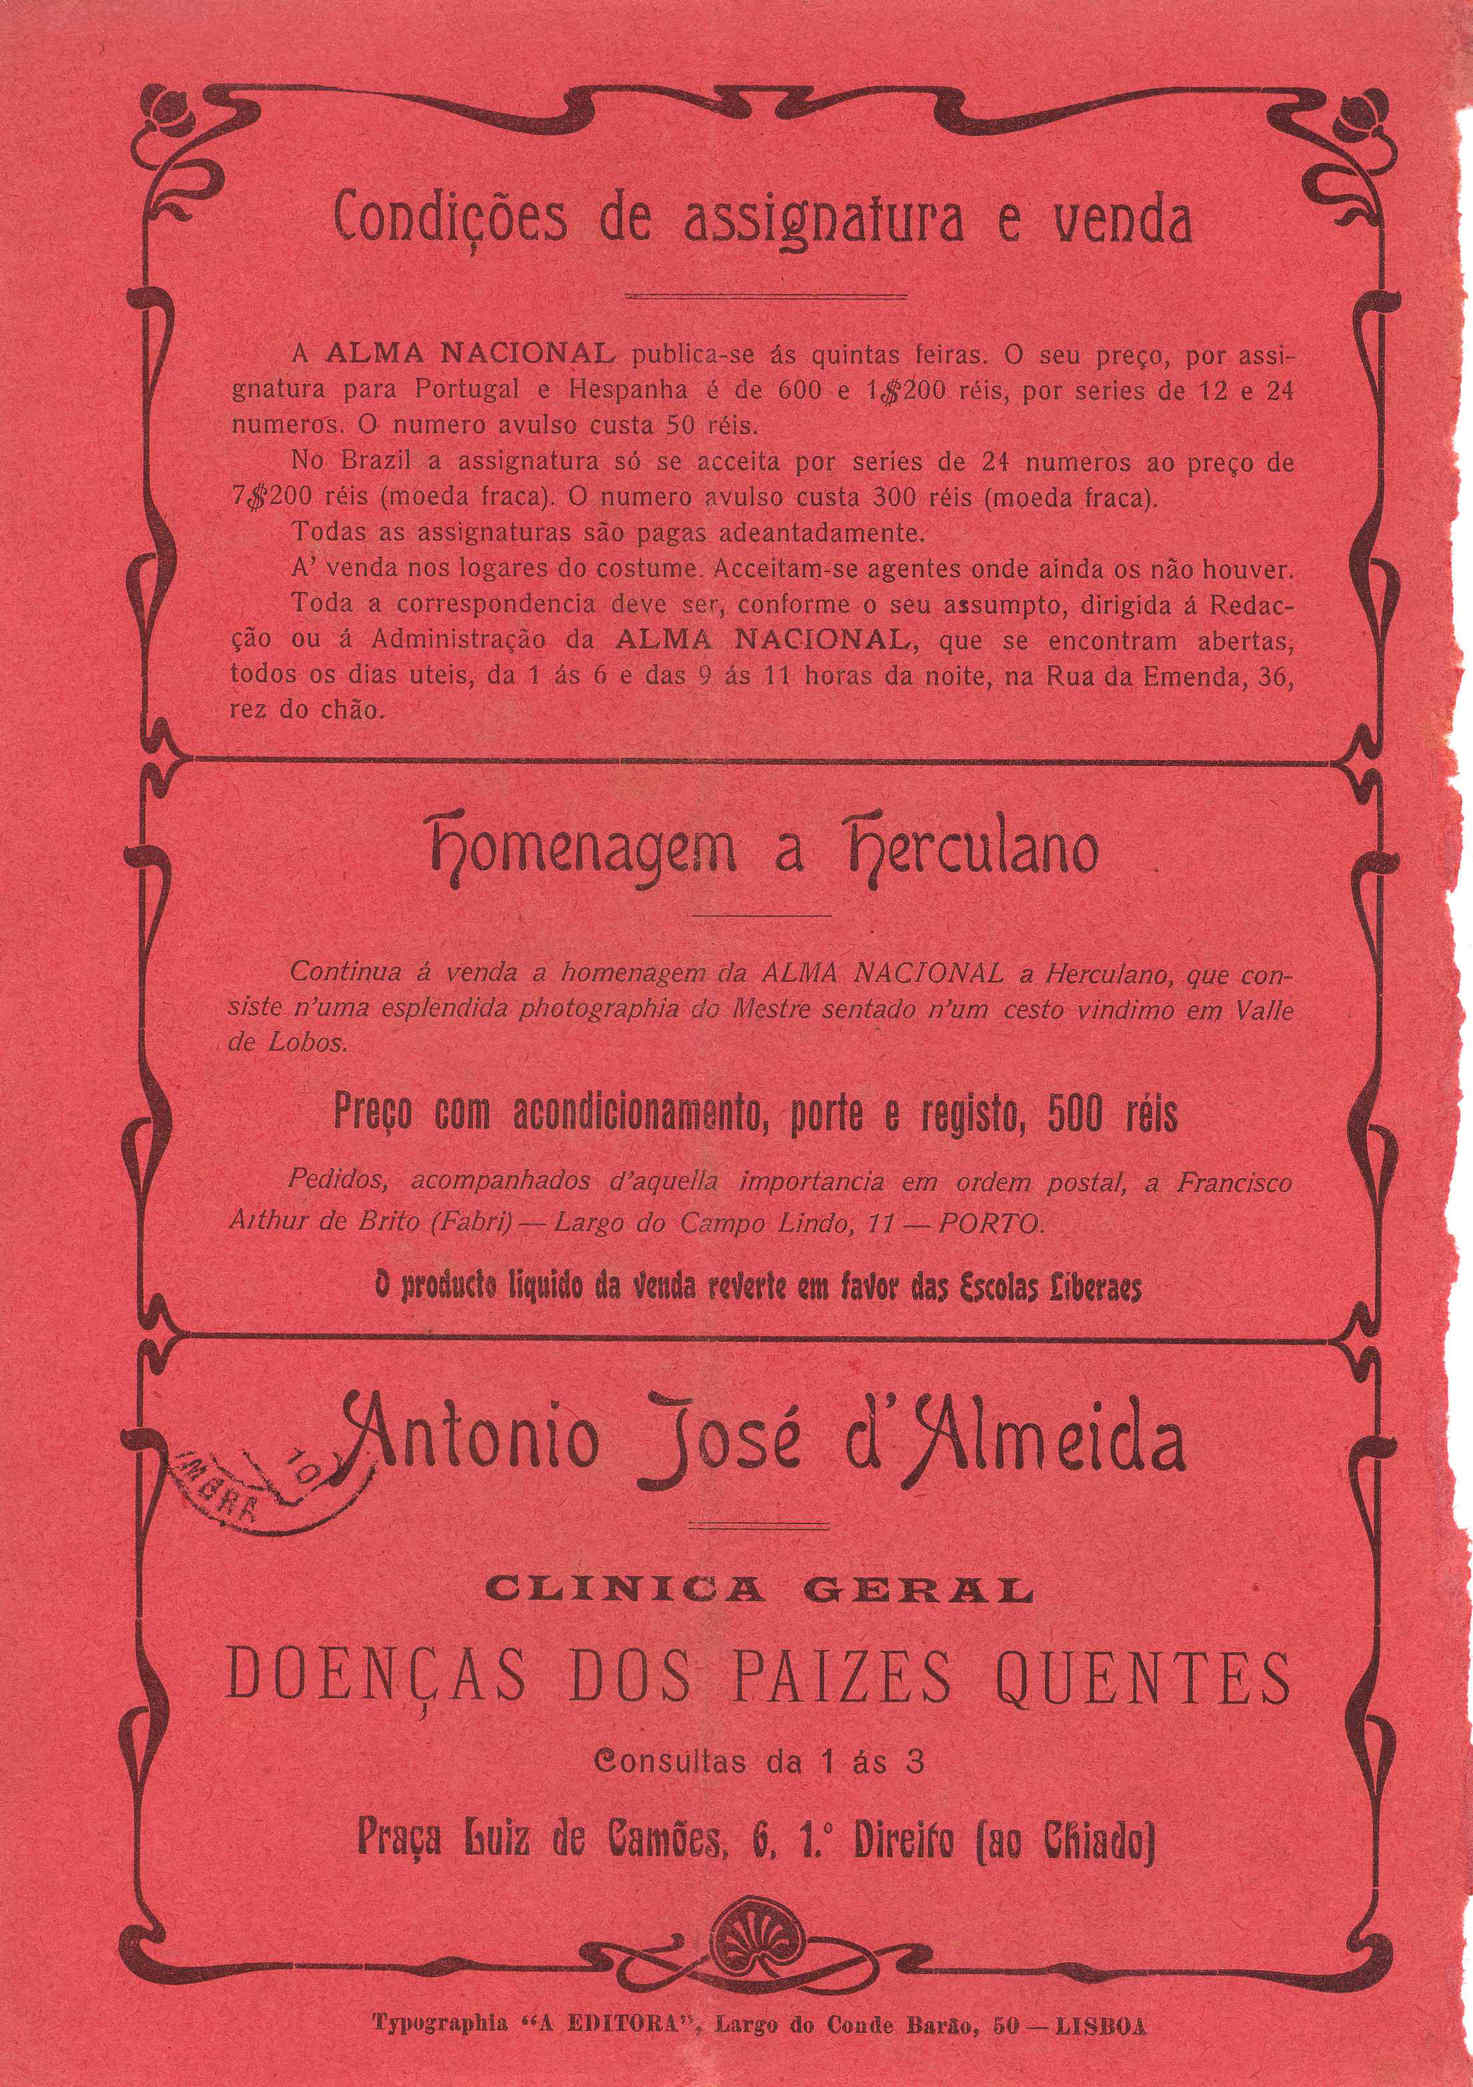 Condições de assignatura e venda
A ALMA NACIONAL publica-se ás quintas feiras. O seu preço, por assi-
gnatura para Portugal e Hespanha é de 600 e 1$200 réis, por series de 12 e 24
numeros. O numero avulso custa 50 réis.
No Brazil a assignatura só se acceita por series de 24 numeros ao preço de
7$200 réis (moeda fraca). O numero avulso custa 300 réis (moeda fraca).
Todas as assignaturas são pagas adeantadamente.
A' venda nos logares do costume. Acceitam-se agentes onde ainda os não houver.
Toda a correspondencia deve ser, conforme o seu assumpto, dirigida á Redac-
ção ou á Administração da ALMA NACIONAL, que se encontram abertas,
todos os dias uteis, da 1 ás 6 e das 9 ás 11 horas da noite, na Rua da Emenda, 36,
rez do chão.
Homenagem a Herculano
Continua á venda a homenagem da ALMA NACIONAL a Herculano, que con-
siste n'uma esplendida photographia do Mestre sentado n'um cesto vindimo em Valle
de Lobos.
Preço com acondicionamento, porte e registo, 500 réis
Pedidos, acompanhados d'aquella importancia em ordem postal, a Francisco
Arthur de Brito (Fabri) — Largo do Campo Lindo, 11 — PORTO.
O producto liquido da venda reverte em favor das Escolas Liberaes
Antonio José d'Almeida
10
IMBRA
CLINICA GERAL
DOENÇAS DOS PAIZES QUENTES
Consultas da 1 ás 3
Praça Luiz de Camões, 6, 1.º Direito (ao Chiado)
Typographia "A EDITORA", Largo do Conde Barão, 50 — LISBOA